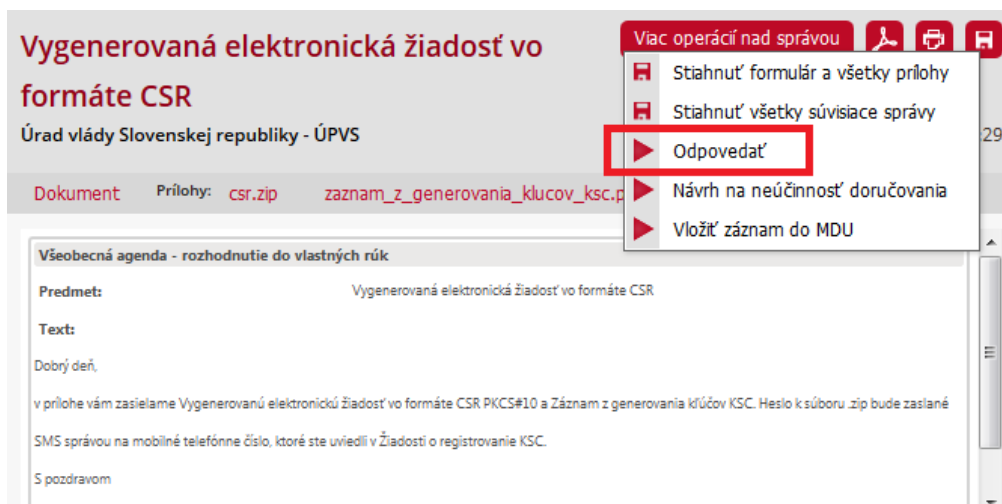 Vygenerovaná elektronická žiadosť vo
formáte CSR
Úrad vlády Slovenskej republiky - ÚPVS
Viac operácií nad správou
Stiahnuť formulár a všetky prílohy
Stiahnuť všetky súvisiace správy
Odpovedať
Návrh na neúčinnosť doručovania
Vložiť záznam do MDU
:29
Dokument Prílohy: csr.zip zaznam_z_generovania_klucov_ksc.p
Všeobecná agenda - rozhodnutie do vlastných rúk
Predmet: Vygenerovaná elektronická žiadosť vo formáte CSR
Text:
Dobrý deň,
v prílohe vám zasielame Vygenerovanú elektronickú žiadosť vo formáte CSR PKCS#10 a Záznam z generovania kľúčov KSC. Heslo k súboru .zip bude zaslané
SMS správou na mobilné telefónne číslo, ktoré ste uviedli v Žiadosti o registrovanie KSC.
S pozdravom